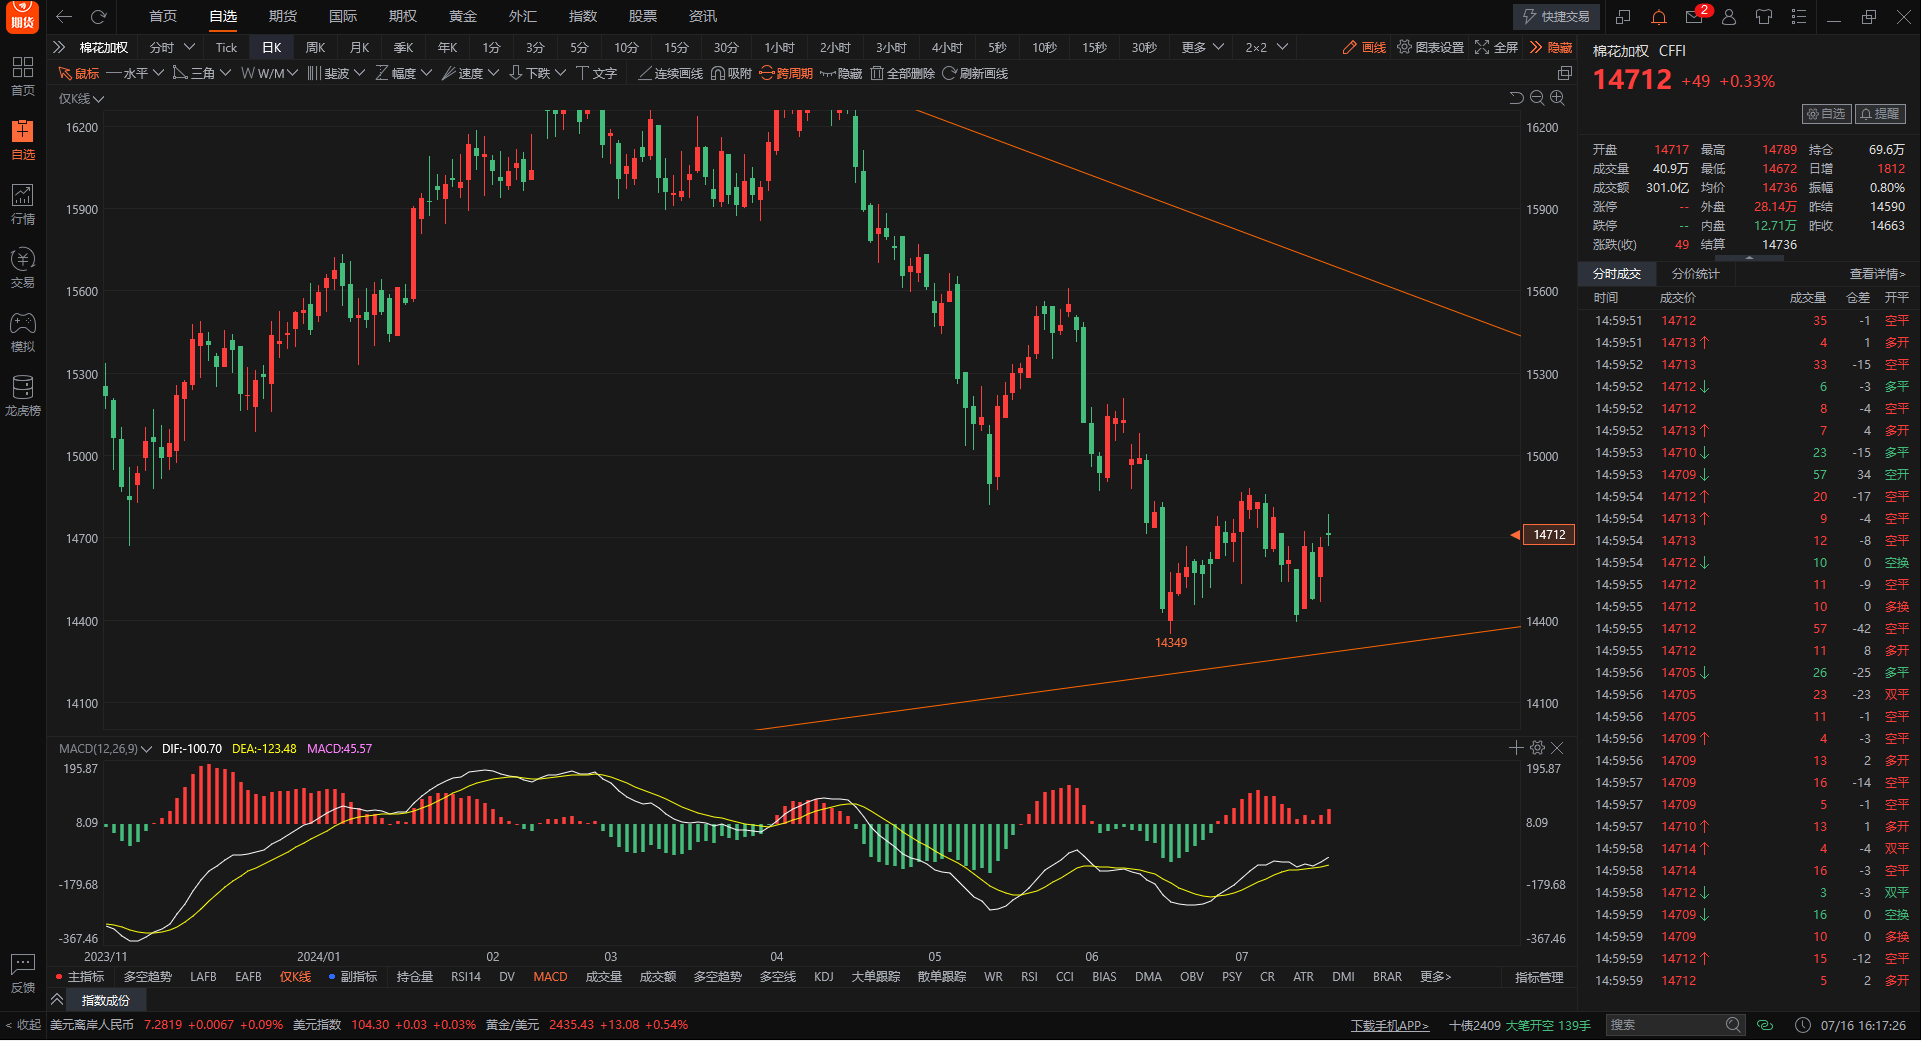 期货 首页 自选 期货 国际 期权 黄金 外汇 指数 股票 资讯 快捷交易 2
棉花加权 分时 Tick 日K 周K 月K 季K 年K 1分 3分 5分 10分 15分 30分 1小时 2小时 3小时 4小时 5秒 10秒 15秒 30秒 更多 2×2 画线 图表设置 全屏 隐藏
鼠标 水平 三角 W/M 斐波 幅度 速度 下跌 文字 连续画线 吸附 跨周期 隐藏 全部删除 刷新画线
仅K线
首页
自选
行情
交易
模拟
龙虎榜
反馈
< 收起
16200 16200
15900 15900
15600 15600
15300 15300
15000 15000
14700 14712
14400 14400
14349
14100 14100
MACD(12,26,9) DIF:-100.70 DEA:-123.48 MACD:45.57
195.87 195.87
8.09 8.09
-179.68 -179.68
-367.46 -367.46
2023/11 2024/01 02 03 04 05 06 07
主指标 多空趋势 LAFB EAFB 仅K线 副指标 持仓量 RSI14 DV MACD 成交量 成交额 多空趋势 多空线 KDJ 大单跟踪 散单跟踪 WR RSI CCI BIAS DMA OBV PSY CR ATR DMI BRAR 更多> 指标管理
指数成份
棉花加权 CFFI
14712 +49 +0.33%
自选 提醒
开盘 14717 最高 14789 持仓 69.6万
成交量 40.9万 最低 14672 日增 1812
成交额 301.0亿 均价 14736 振幅 0.80%
涨停 -- 外盘 28.14万 昨结 14590
跌停 -- 内盘 12.71万 昨收 14663
涨跌(收) 49 结算 14736
分时成交 分价统计 查看详情>
时间 成交价 成交量 仓差 开平
14:59:51 14712 35 -1 空平
14:59:51 14713↑ 4 1 多开
14:59:52 14713 33 -15 空平
14:59:52 14712↓ 6 -3 多平
14:59:52 14712 8 -4 空平
14:59:52 14713↑ 7 4 多开
14:59:53 14710↓ 23 -15 多平
14:59:53 14709↓ 57 34 空开
14:59:54 14712↑ 20 -17 空平
14:59:54 14713↑ 9 -4 空平
14:59:54 14713 12 -8 空平
14:59:54 14712↓ 10 0 空换
14:59:55 14712 11 -9 空平
14:59:55 14712 10 0 多换
14:59:55 14712 57 -42 空平
14:59:55 14712 11 8 多开
14:59:56 14705↓ 26 -25 多平
14:59:56 14705 23 -23 双平
14:59:56 14705 11 -1 空平
14:59:56 14709↑ 4 -3 空平
14:59:56 14709 13 2 多开
14:59:57 14709 16 -14 空平
14:59:57 14709 5 -1 空平
14:59:57 14710↑ 13 1 多开
14:59:58 14714↑ 4 -4 双平
14:59:58 14714 16 -3 空平
14:59:58 14712↓ 3 -3 双平
14:59:59 14709↓ 16 0 空换
14:59:59 14709 10 0 多换
14:59:59 14712↑ 15 -12 空平
14:59:59 14712 5 2 多开
美元离岸人民币 7.2819 +0.0067 +0.09% 美元指数 104.30 +0.03 +0.03% 黄金/美元 2435.43 +13.08 +0.54% 下载手机APP> 十债2409 大笔开空 139手 搜索 07/16 16:17:26